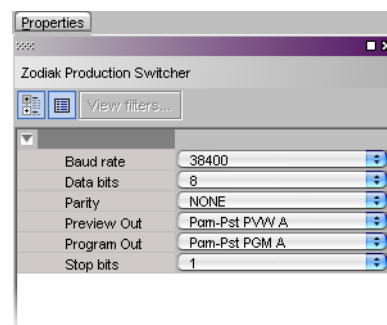 Properties
Zodiak Production Switcher
View filters...
Baud rate 38400
Data bits 8
Parity NONE
Preview Out Pgm-Pst PVW A
Program Out Pgm-Pst PGM A
Stop bits 1